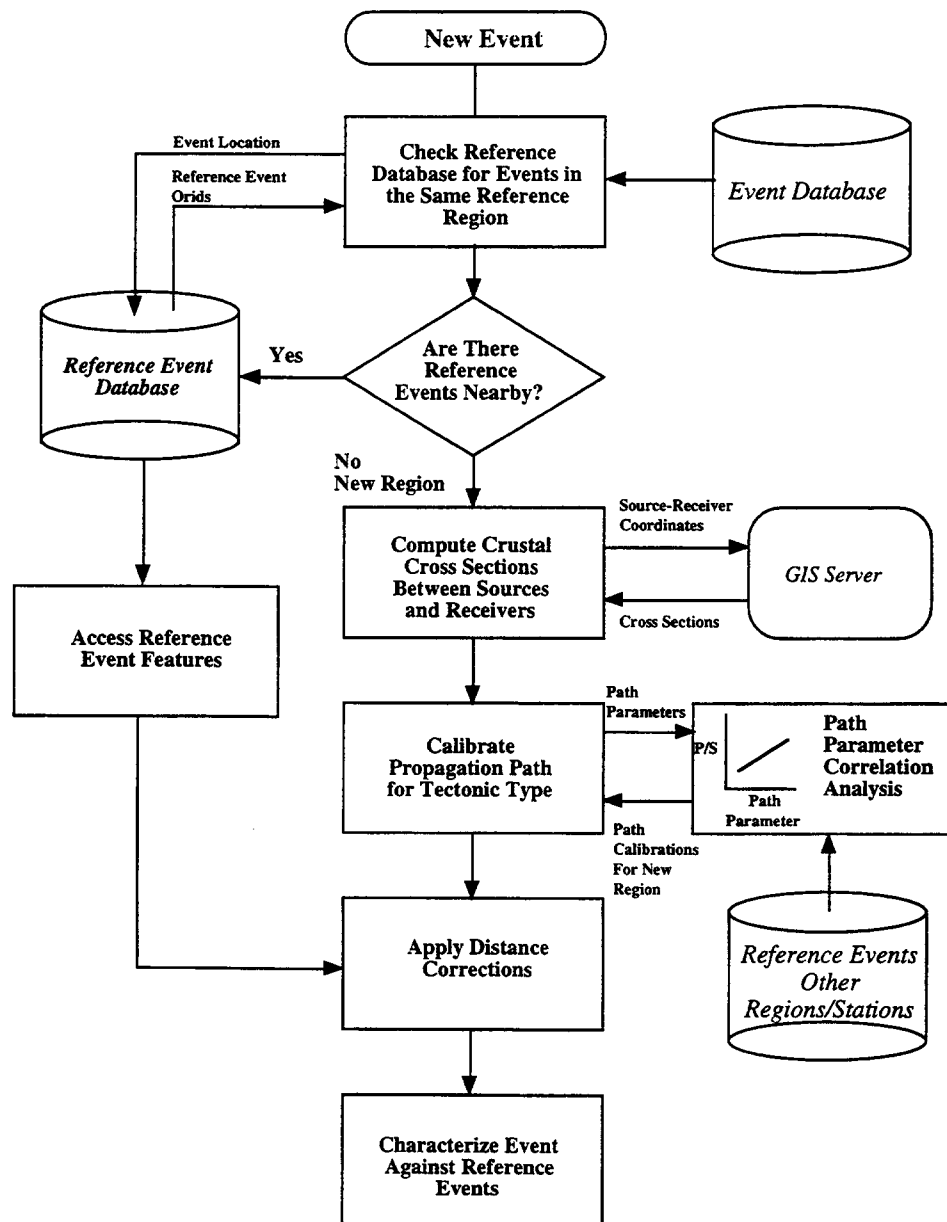 New Event
Event Location
Reference Event
Orids
Check Reference
Database for Events in
the Same Reference
Region
Event Database
Reference Event
Database
Yes
Are There
Reference
Events Nearby?
No
New Region
Source-Receiver
Coordinates
Compute Crustal
Cross Sections
Between Sources
and Receivers
GIS Server
Cross Sections
Access Reference
Event Features
Path
Parameters
Calibrate
Propagation Path
for Tectonic Type
P/S
Path
Parameter
Path
Parameter
Correlation
Analysis
Path
Calibrations
For New
Region
Apply Distance
Corrections
Reference Events
Other
Regions/Stations
Characterize Event
Against Reference
Events